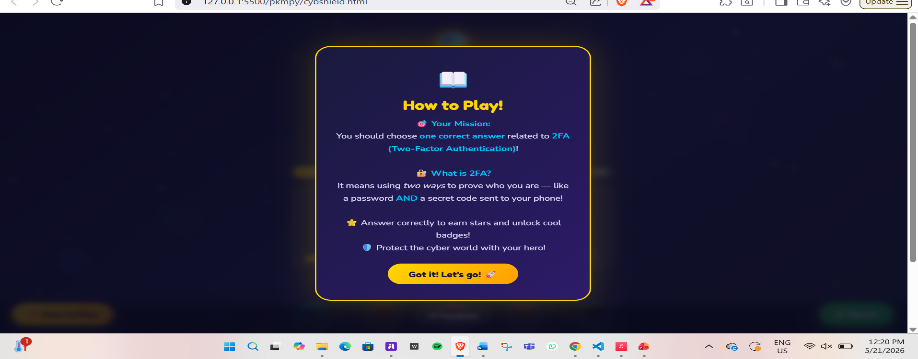 127.0.0.1:5500/pkmpy/cybshield.html
Update
How to Play!
Your Mission:
You should choose one correct answer related to 2FA
(Two-Factor Authentication)!
What is 2FA?
It means using two ways to prove who you are — like
a password AND a secret code sent to your phone!
Answer correctly to earn stars and unlock cool
badges!
Protect the cyber world with your hero!
Got it! Let's go!
1
ENG
US
12:20 PM
3/21/2026